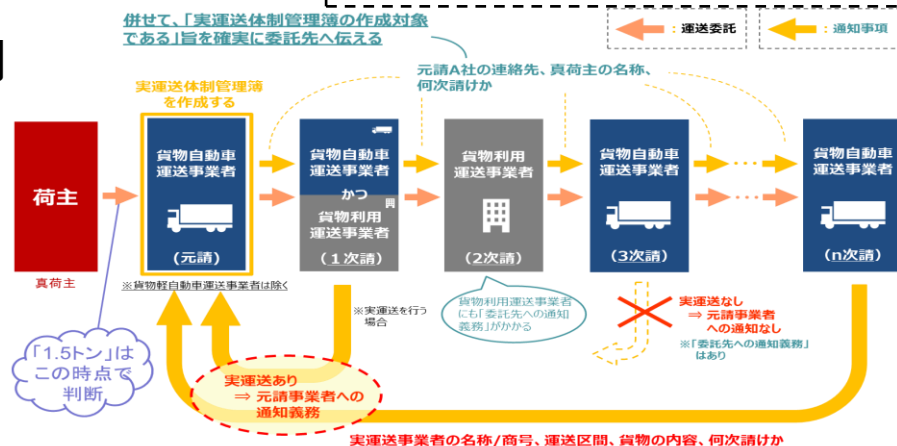 併せて、「実運送体制管理簿の作成対象
である」旨を確実に委託先へ伝える
：運送委託
：通知事項
元請A社の連絡先、真荷主の名称、
何次請けか
実運送体制管理簿
を作成する
荷主
真荷主
貨物自動車
運送事業者
(元請)
※貨物軽自動車運送事業者は除く
貨物自動車
運送事業者
かつ
貨物利用
運送事業者
(1次請)
貨物利用
運送事業者
(2次請)
貨物自動車
運送事業者
(3次請)
貨物自動車
運送事業者
(n次請)
※実運送を行う
場合
貨物利用運送事業者
にも「委託先への通知
義務」がかかる
実運送なし
⇒ 元請事業者
への通知なし
※「委託先への通知義務」
はあり
「1.5トン」は
この時点で
判断
実運送あり
⇒ 元請事業者への
通知義務
実運送事業者の名称/商号、運送区間、貨物の内容、何次請けか